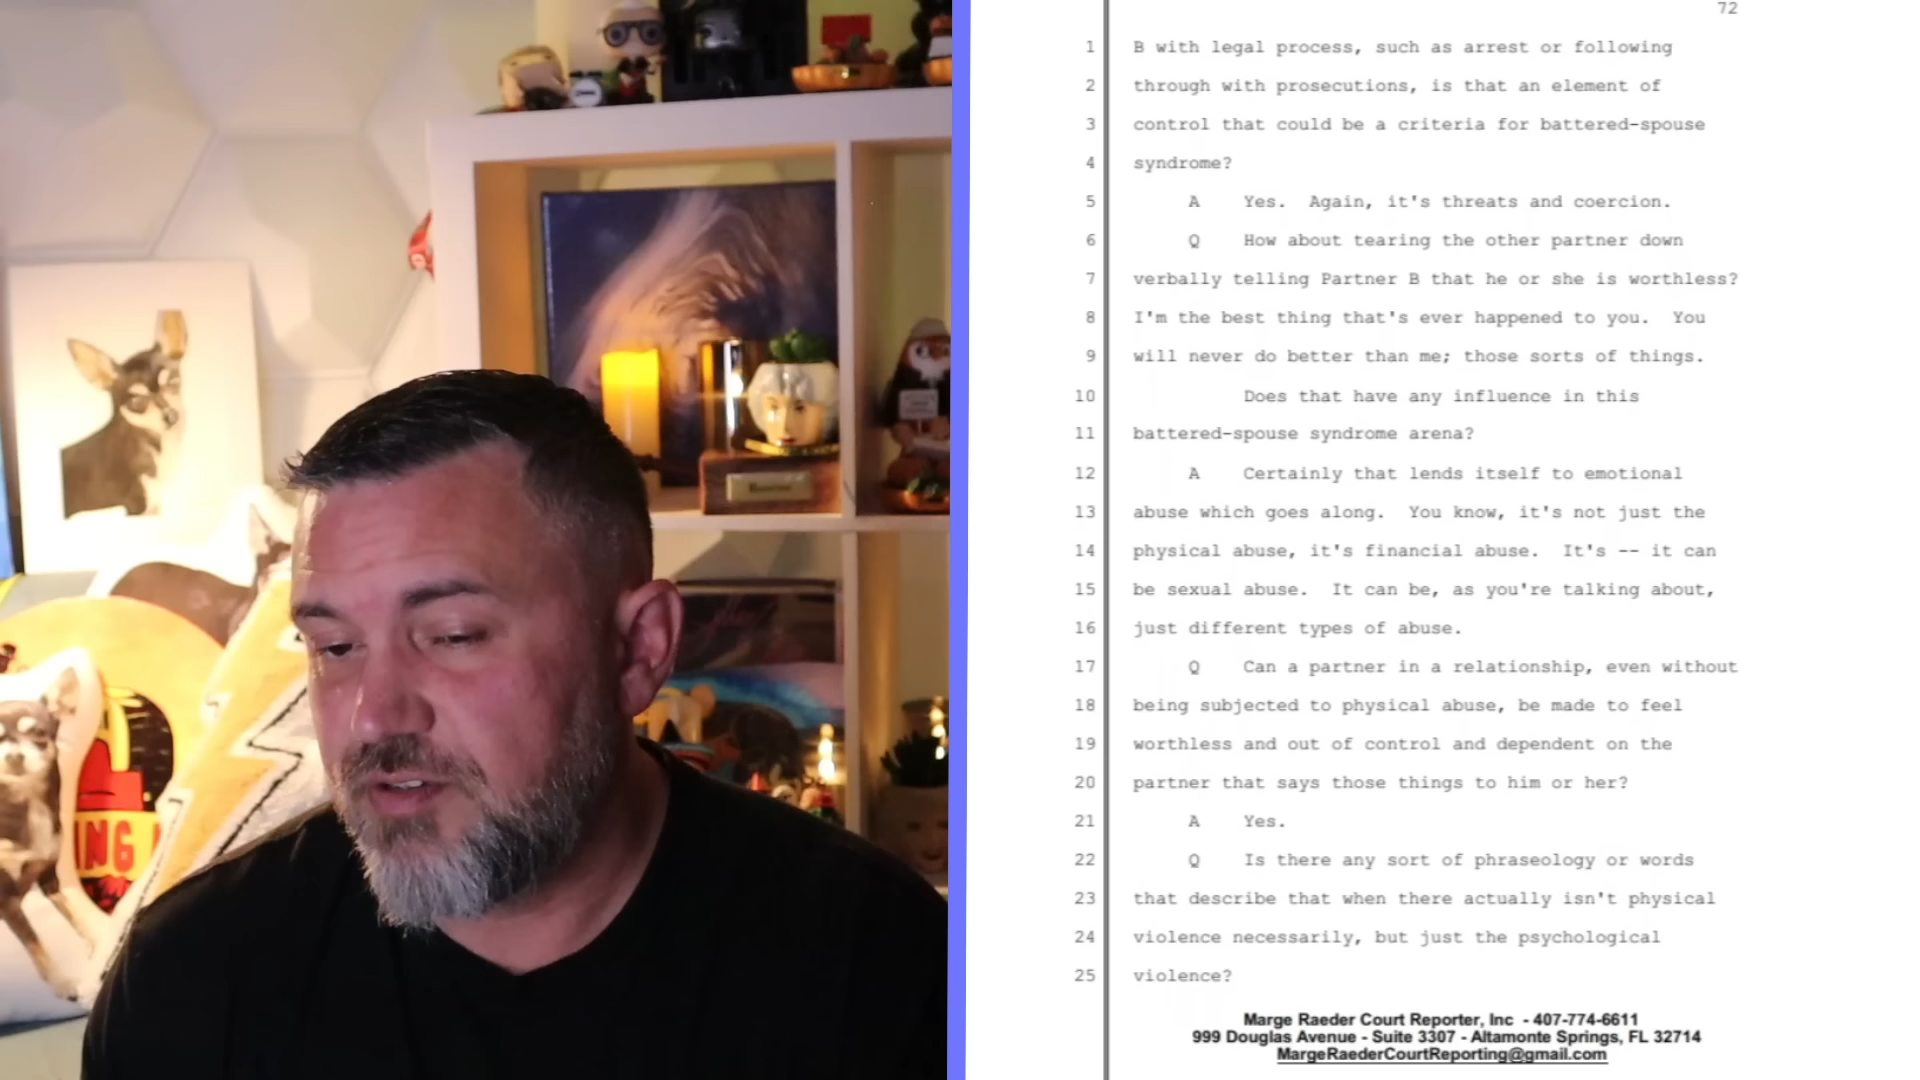 72
1 B with legal process, such as arrest or following
2 through with prosecutions, is that an element of
3 control that could be a criteria for battered-spouse
4 syndrome?
5 A Yes. Again, it's threats and coercion.
6 Q How about tearing the other partner down
7 verbally telling Partner B that he or she is worthless?
8 I'm the best thing that's ever happened to you. You
9 will never do better than me; those sorts of things.
10 Does that have any influence in this
11 battered-spouse syndrome arena?
12 A Certainly that lends itself to emotional
13 abuse which goes along. You know, it's not just the
14 physical abuse, it's financial abuse. It's -- it can
15 be sexual abuse. It can be, as you're talking about,
16 just different types of abuse.
17 Q Can a partner in a relationship, even without
18 being subjected to physical abuse, be made to feel
19 worthless and out of control and dependent on the
20 partner that says those things to him or her?
21 A Yes.
22 Q Is there any sort of phraseology or words
23 that describe that when there actually isn't physical
24 violence necessarily, but just the psychological
25 violence?
Marge Raeder Court Reporter, Inc - 407-774-6611
999 Douglas Avenue - Suite 3307 - Altamonte Springs, FL 32714
MargeRaederCourtReporting@gmail.com